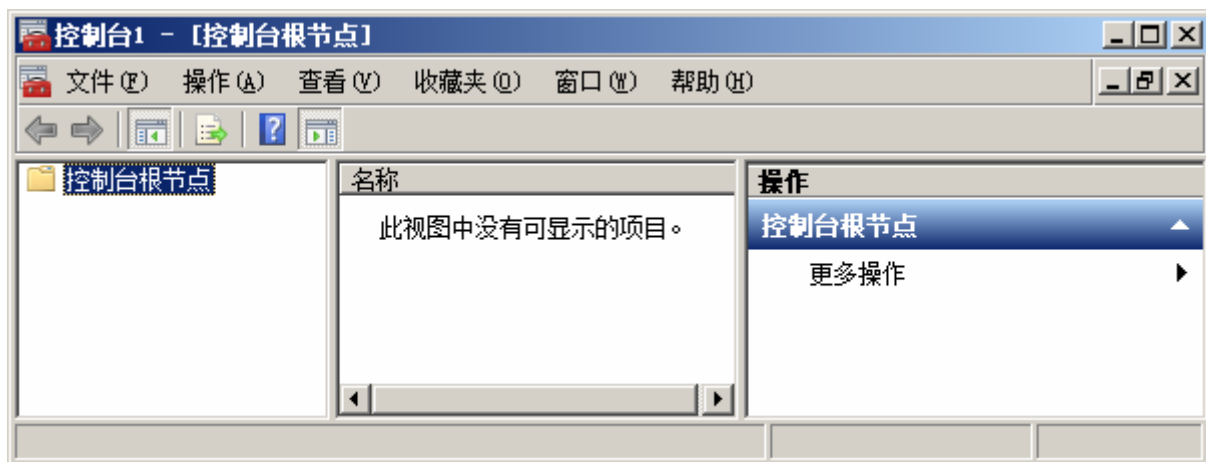 控制台1 - [控制台根节点]
文件(F) 操作(A) 查看(V) 收藏夹(O) 窗口(W) 帮助(H)
控制台根节点
名称
此视图中没有可显示的项目。
操作
控制台根节点
更多操作